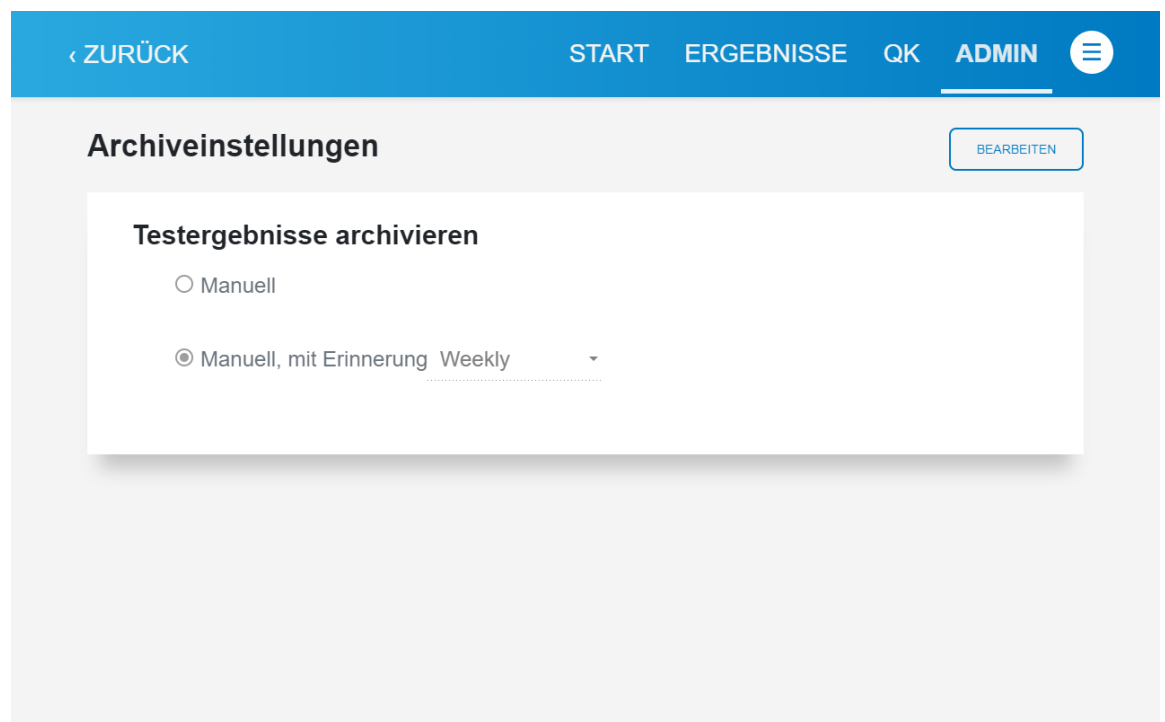 ‹ ZURÜCK START ERGEBNISSE QK ADMIN
Archiveinstellungen BEARBEITEN
Testergebnisse archivieren
Manuell
Manuell, mit Erinnerung Weekly